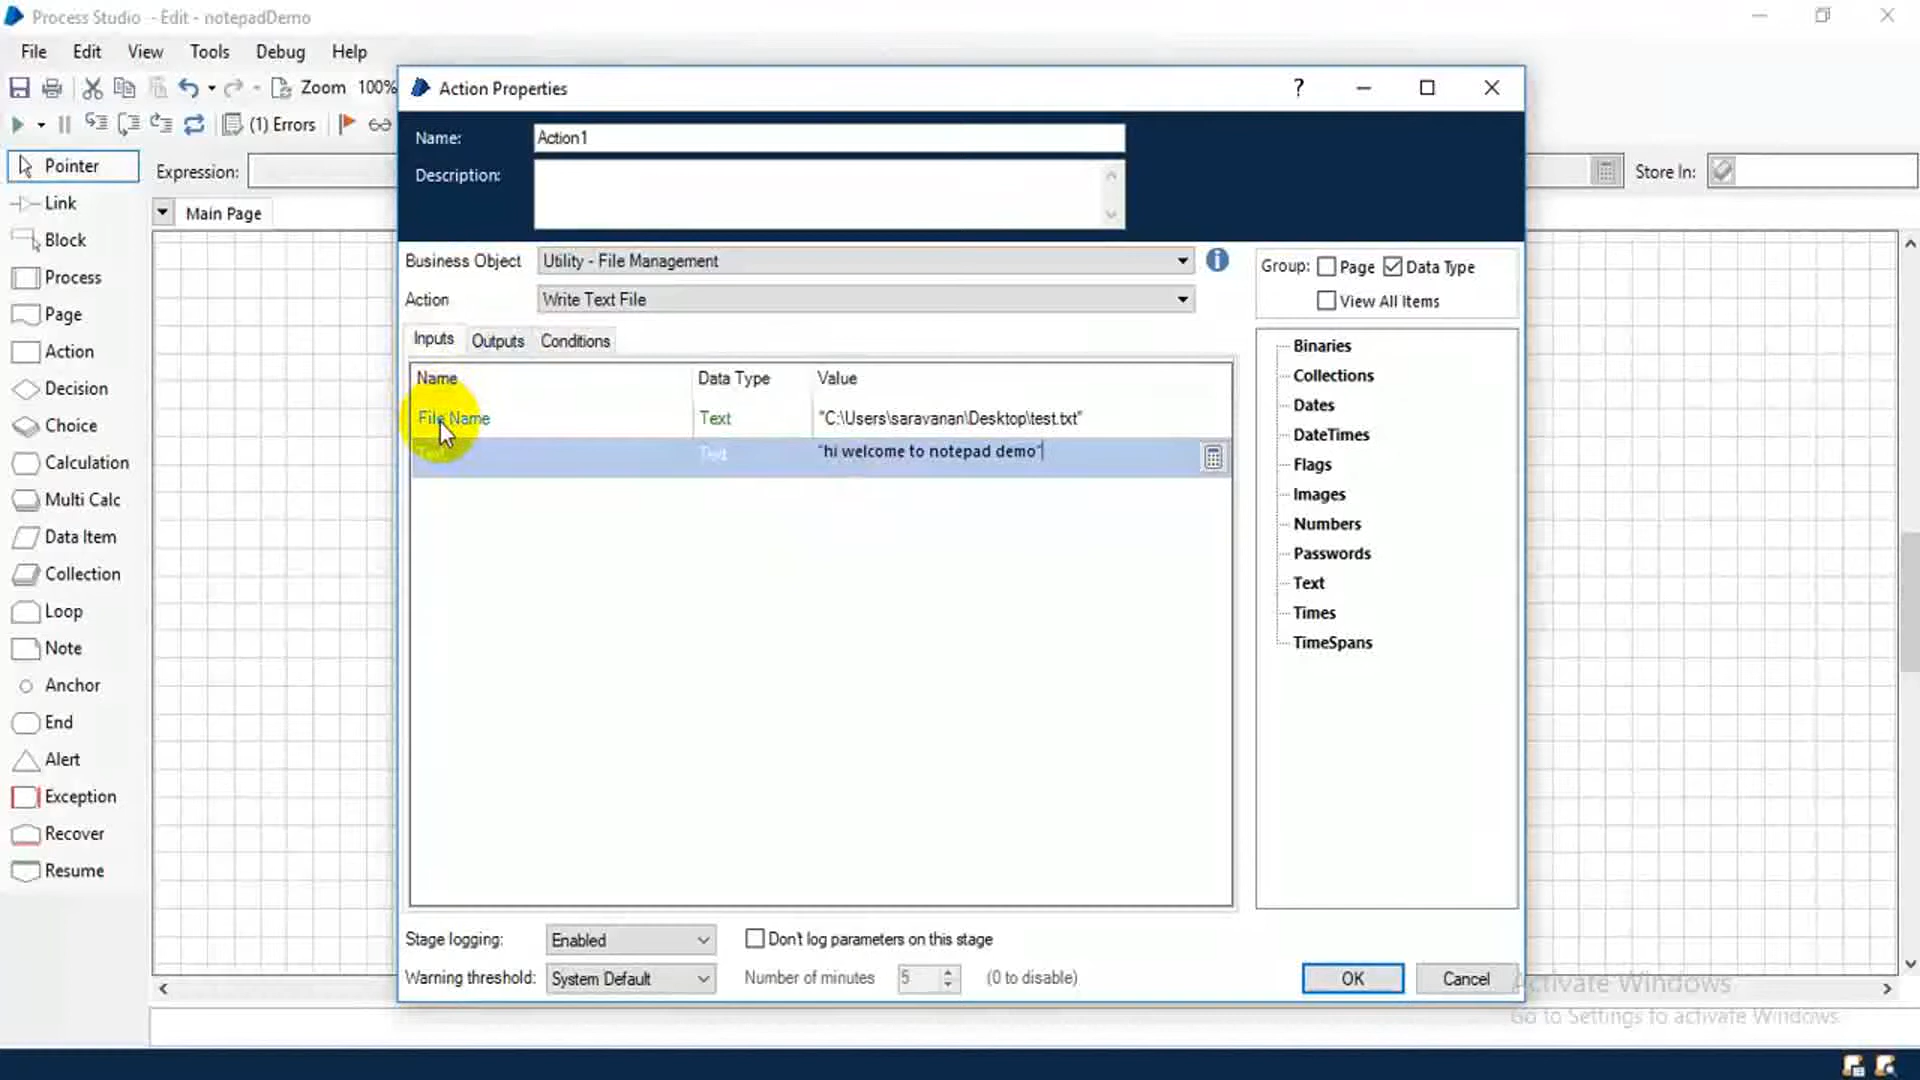 Process Studio - Edit - notepadDemo
File Edit View Tools Debug Help
Zoom 100%
(1) Errors
Pointer
Link
Block
Process
Page
Action
Decision
Choice
Calculation
Multi Calc
Data Item
Collection
Loop
Note
Anchor
End
Alert
Exception
Recover
Resume
Expression:
Store In:
Main Page
Action Properties
?
Name: Action1
Description:
Business Object Utility - File Management
Action Write Text File
Inputs Outputs Conditions
Name Data Type Value
File Name Text "C:\Users\saravanan\Desktop\test.txt"
Text Text "hi welcome to notepad demo"
Group: Page Data Type
View All Items
Binaries
Collections
Dates
DateTimes
Flags
Images
Numbers
Passwords
Text
Times
TimeSpans
Stage logging: Enabled Don't log parameters on this stage
Warning threshold: System Default Number of minutes 5 (0 to disable)
OK Cancel
Activate Windows
Go to Settings to activate Windows.